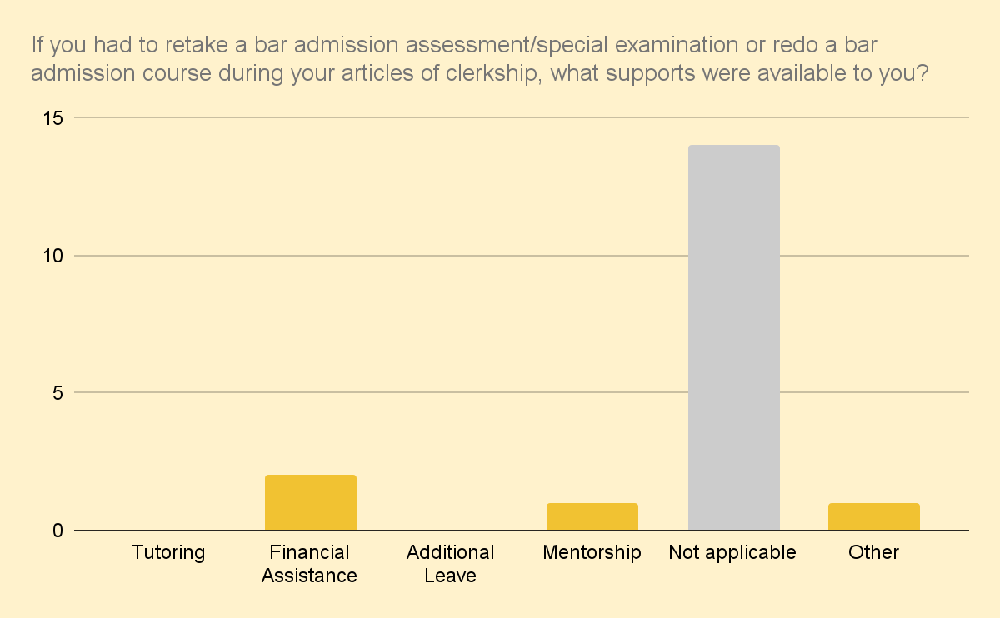 If you had to retake a bar admission assessment/special examination or redo a bar
admission course during your articles of clerkship, what supports were available to you?
15
10
5
0
Tutoring
Financial
Assistance
Additional
Leave
Mentorship
Not applicable
Other